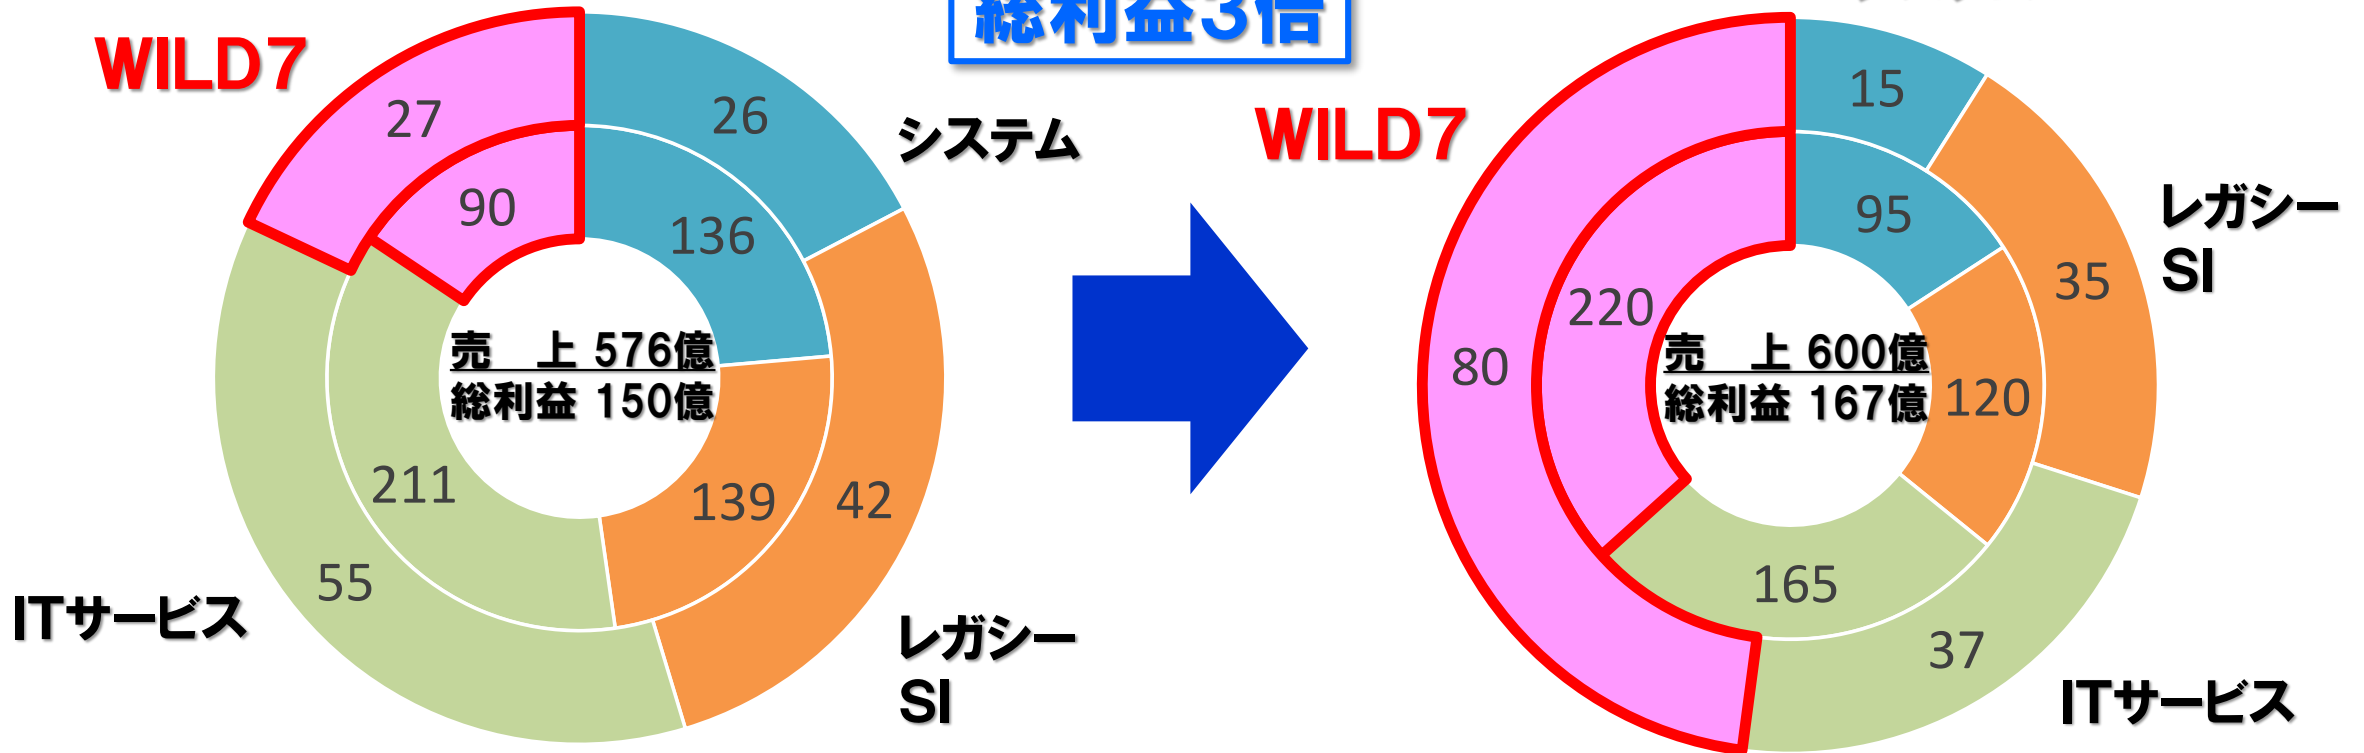 総利益3倍
WILD7
27
26
90
136
システム
売　上 576億
総利益 150億
211
139
42
55
ITサービス
レガシー
SI
WILD7
15
95
35
レガシー
SI
220
80
売　上 600億
総利益 167億
120
165
37
ITサービス